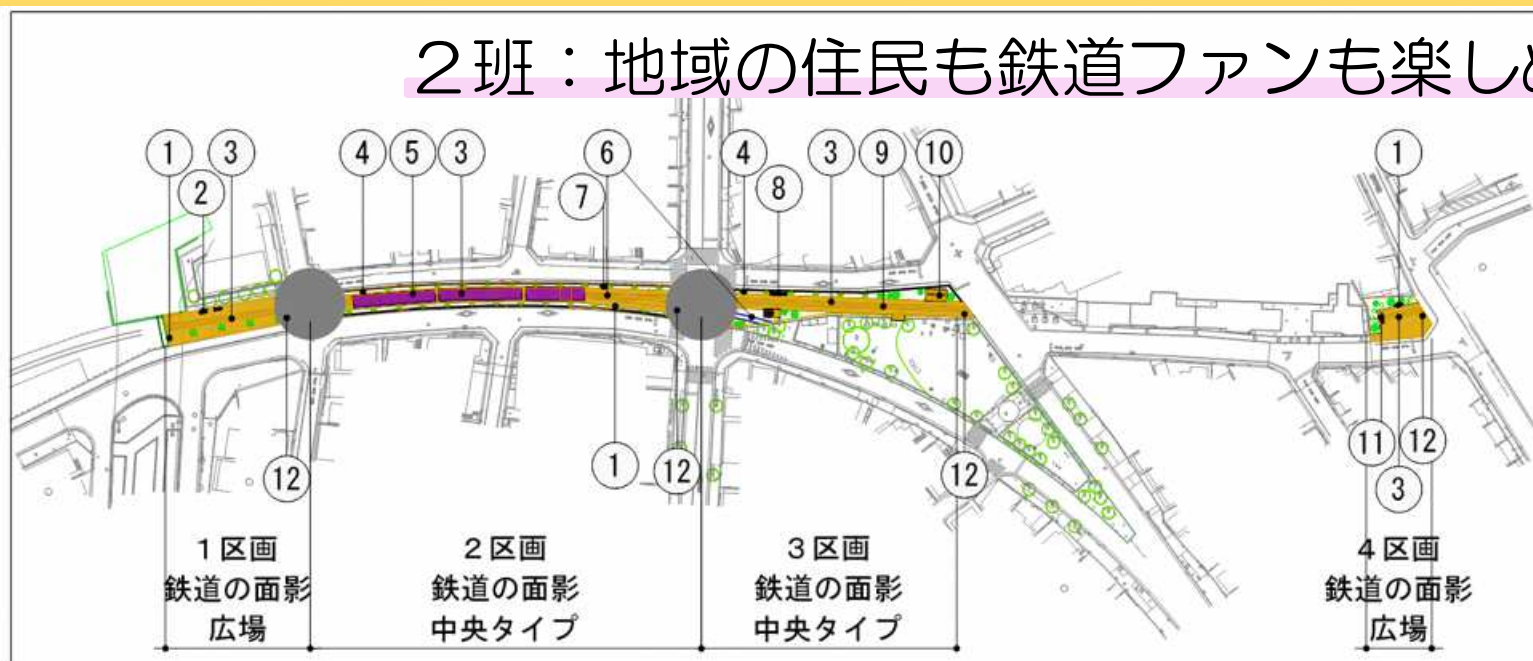 ２班：地域の住民も鉄道ファンも楽し
1 3 4 5 3 6 4 3 9 10 1
2 7 8
12 1 12 12 11 12
3
１区画
鉄道の面影
広場
２区画
鉄道の面影
中央タイプ
３区画
鉄道の面影
中央タイプ
４区画
鉄道の面影
広場